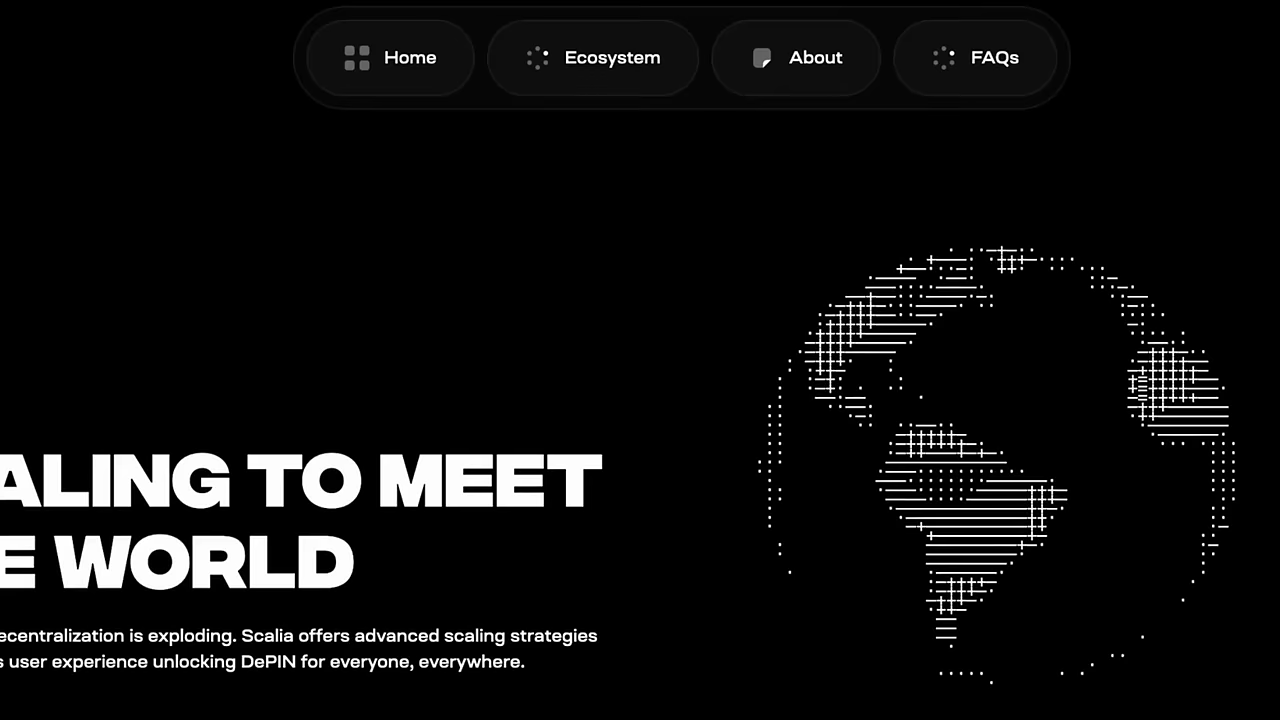 Home
Ecosystem
About
FAQs
ALING TO MEET
E WORLD
ecentralization is exploding. Scalia offers advanced scaling strategies
s user experience unlocking DePIN for everyone, everywhere.